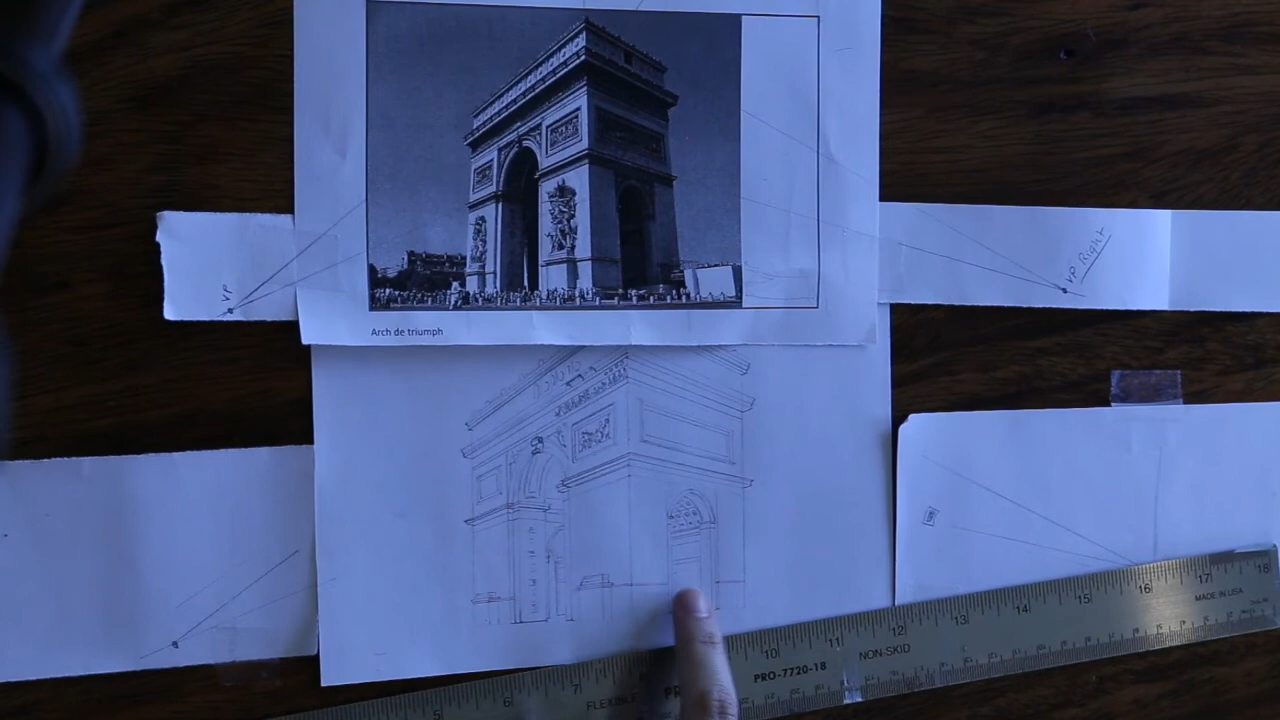 VP
VP Right
Arch de triumph
5 6 7 10 11 12 13 14 15 16 17 18
MADE IN USA
NON-SKID
PRO-7720-18
FLEXIBLE